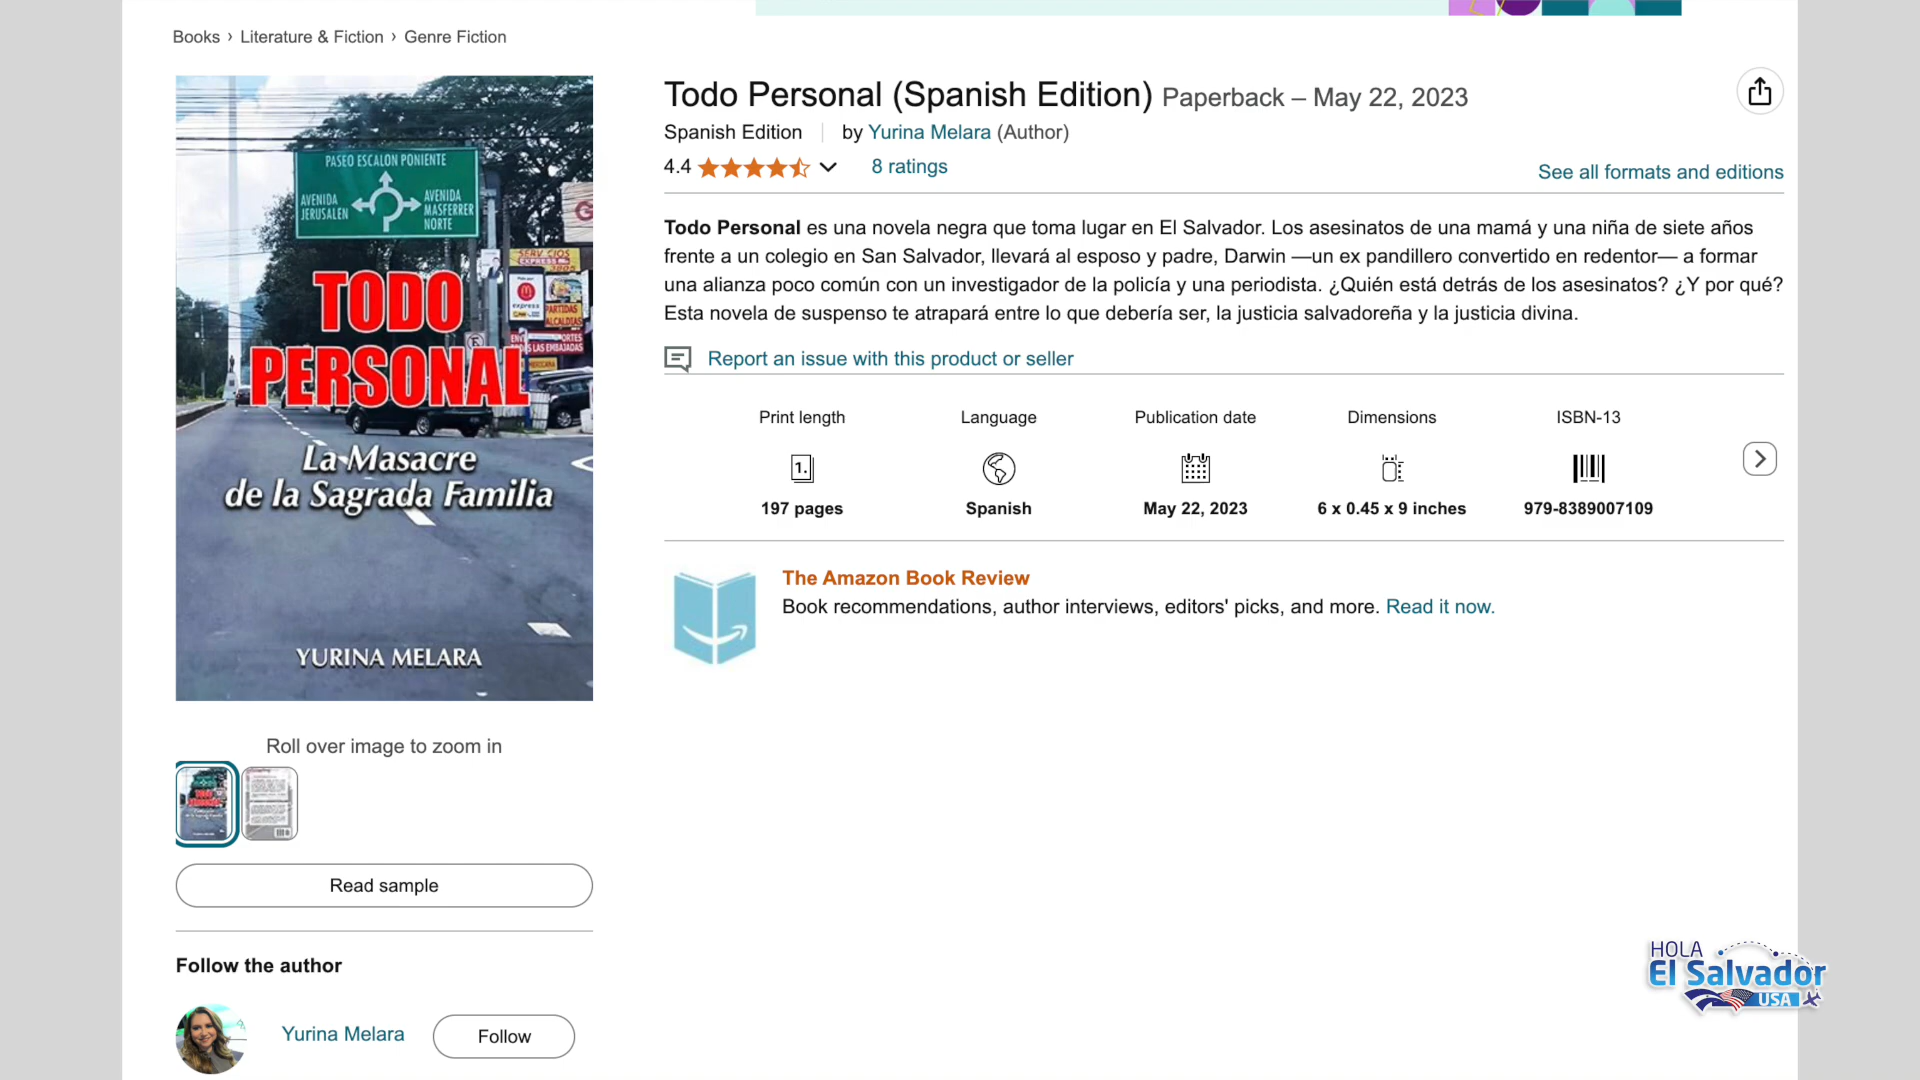 Books › Literature & Fiction › Genre Fiction
PASEO ESCALON PONIENTE
AVENIDA
JERUSALEN
AVENIDA
MASFERRER
NORTE
TODO
PERSONAL
La Masacre
de la Sagrada Familia
YURINA MELARA
Roll over image to zoom in
Read sample
Follow the author
Yurina Melara
Follow
Todo Personal (Spanish Edition) Paperback – May 22, 2023
Spanish Edition | by Yurina Melara (Author)
4.4 8 ratings
See all formats and editions
Todo Personal es una novela negra que toma lugar en El Salvador. Los asesinatos de una mamá y una niña de siete años
frente a un colegio en San Salvador, llevará al esposo y padre, Darwin —un ex pandillero convertido en redentor— a formar
una alianza poco común con un investigador de la policía y una periodista. ¿Quién está detrás de los asesinatos? ¿Y por qué?
Esta novela de suspenso te atrapará entre lo que debería ser, la justicia salvadoreña y la justicia divina.
Report an issue with this product or seller
Print length Language Publication date Dimensions ISBN-13
1.
197 pages Spanish May 22, 2023 6 x 0.45 x 9 inches 979-8389007109
The Amazon Book Review
Book recommendations, author interviews, editors' picks, and more. Read it now.
HOLA
El Salvador
USA